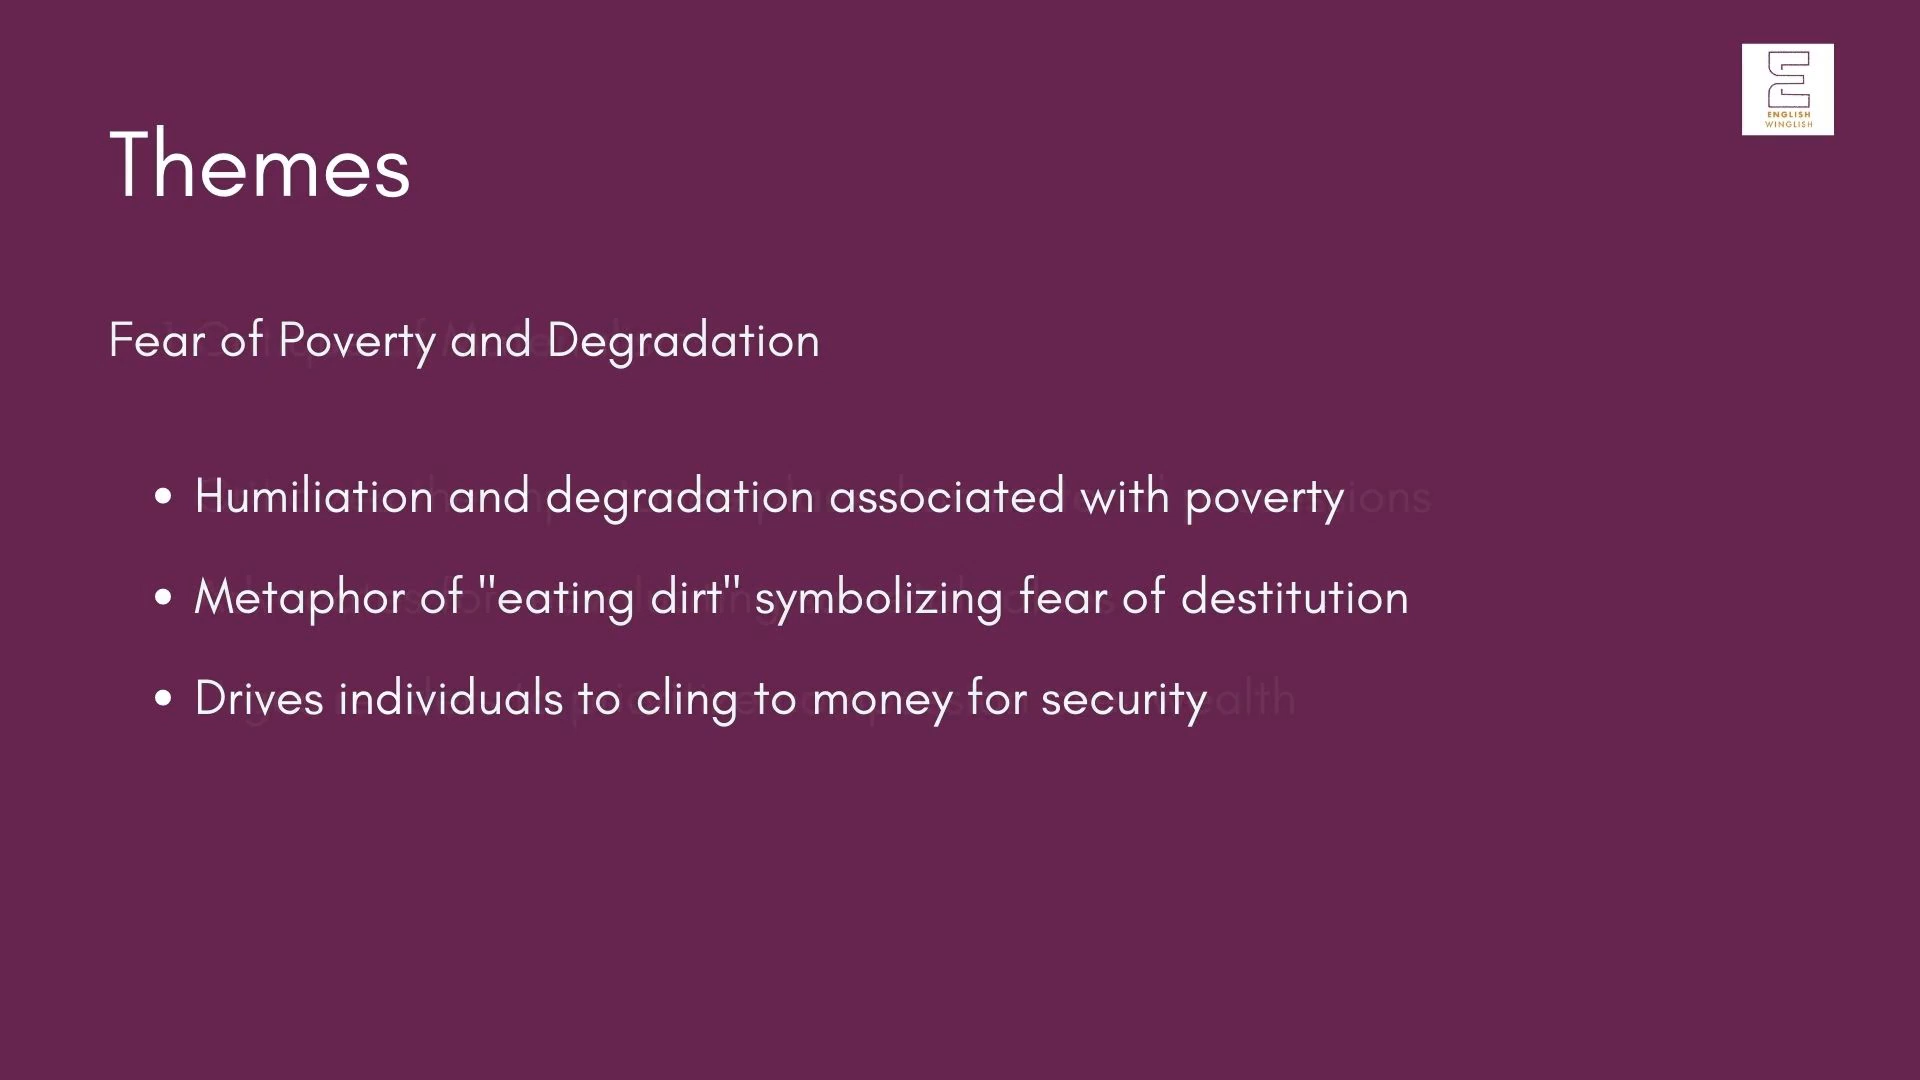 ENGLISH
WINGLISH
Themes
Fear of Poverty and Degradation
• Humiliation and degradation associated with poverty
• Metaphor of "eating dirt" symbolizing fear of destitution
• Drives individuals to cling to money for security